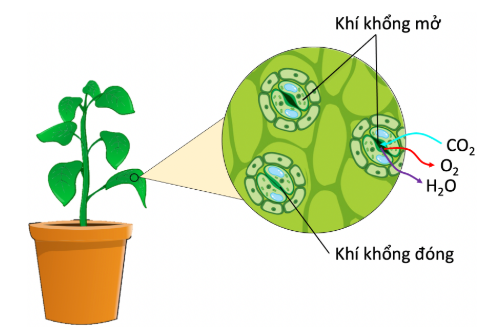 Khí khổng mở
CO₂
O₂
H₂O
Khí khổng đóng